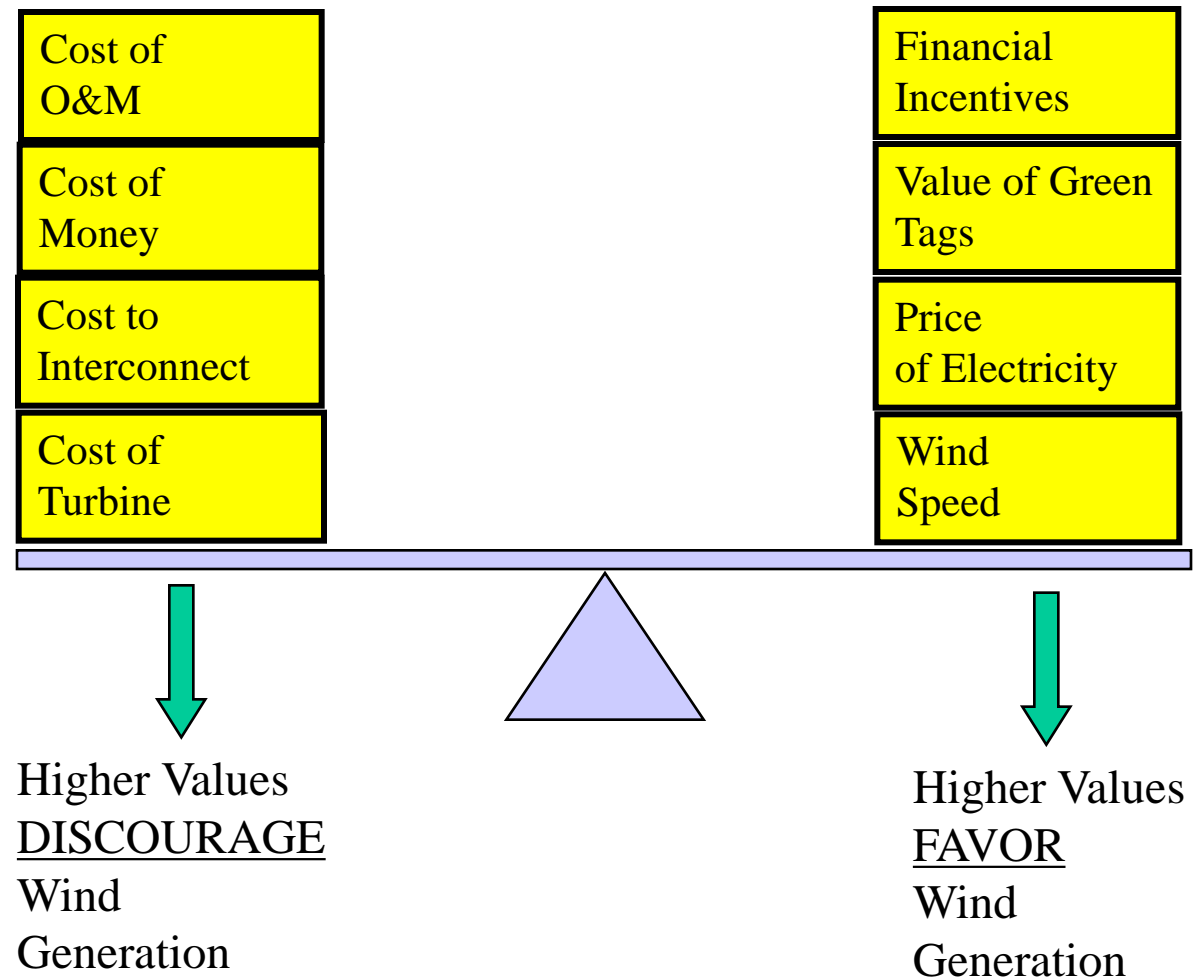 Cost of
O&M
Cost of
Money
Cost to
Interconnect
Cost of
Turbine
Financial
Incentives
Value of Green
Tags
Price
of Electricity
Wind
Speed
Higher Values
DISCOURAGE
Wind
Generation
Higher Values
FAVOR
Wind
Generation